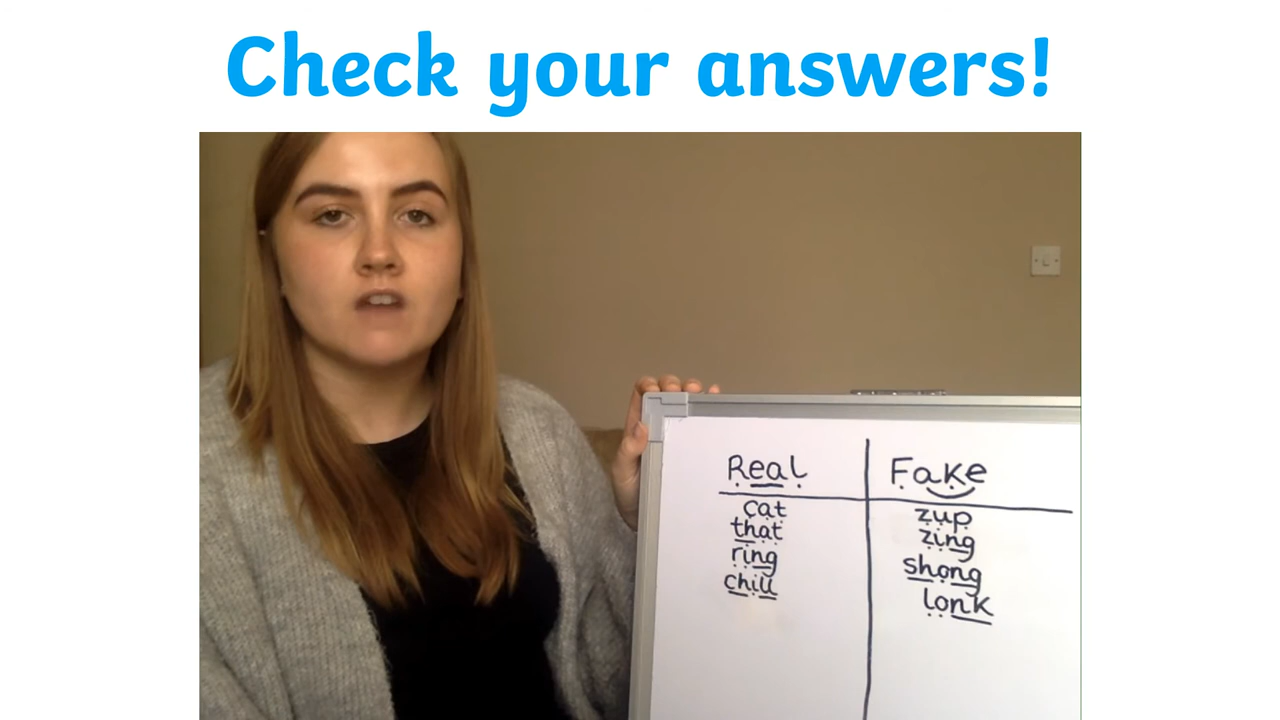 Check your answers!
Real
Fake
cat
that
ring
chill
zup
zing
shong
lonk